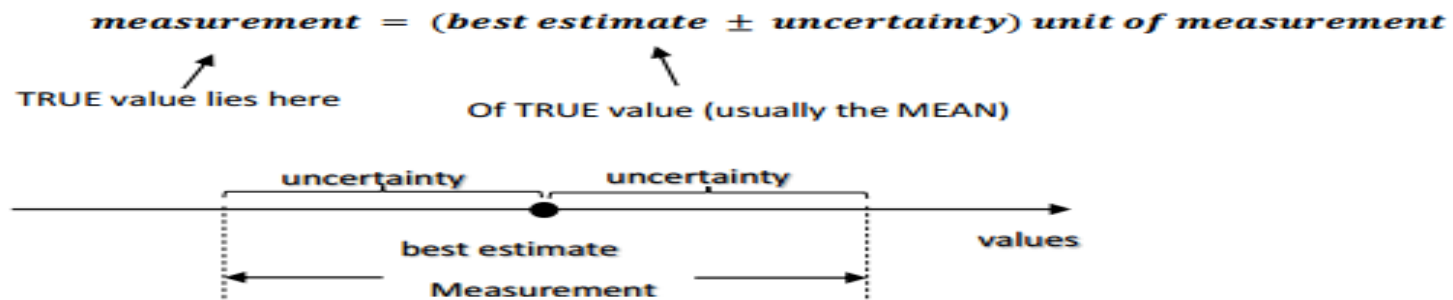 measurement = (best estimate ± uncertainty) unit of measurement
TRUE value lies here
Of TRUE value (usually the MEAN)
uncertainty uncertainty
values
best estimate
Measurement